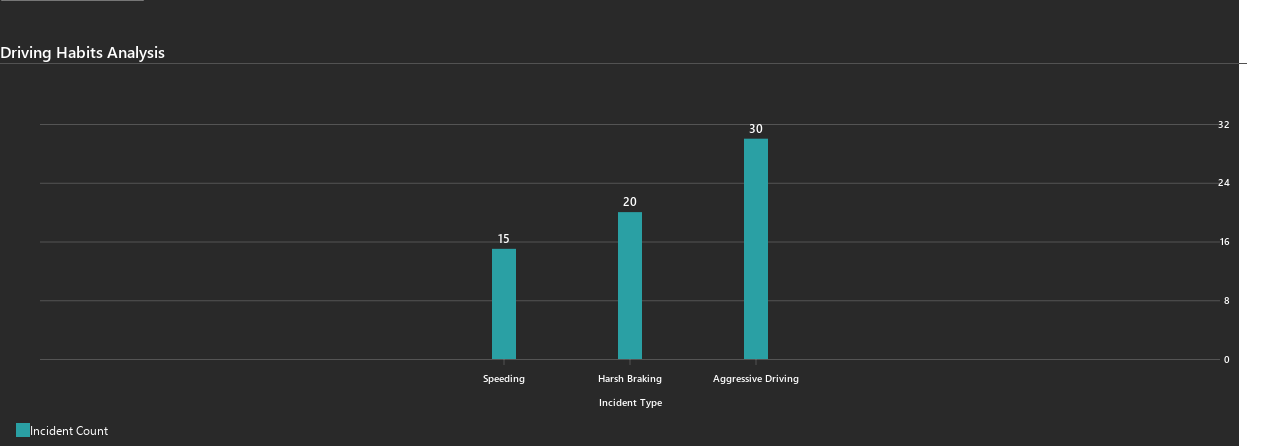 Driving Habits Analysis
32
30
24
20
15
16
8
0
Speeding Harsh Braking Aggressive Driving
Incident Type
Incident Count